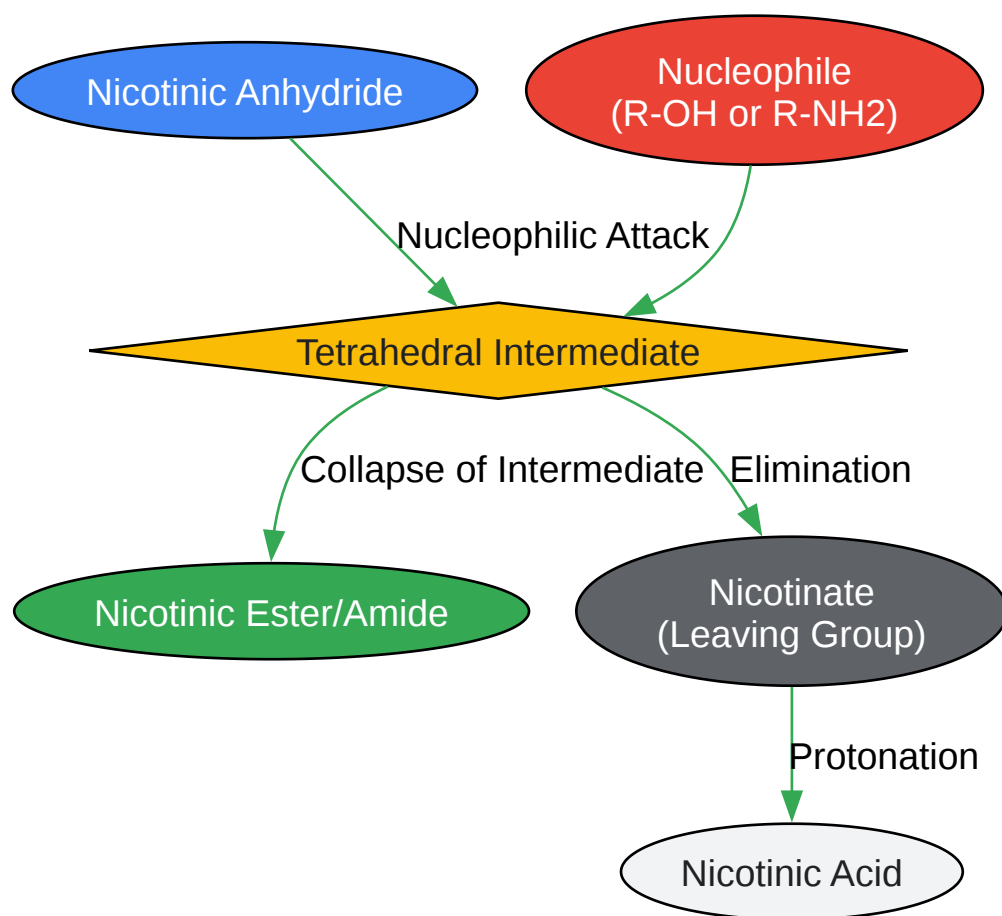 Nicotinic Anhydride
Nucleophile
(R-OH or R-NH2)
Nucleophilic Attack
Tetrahedral Intermediate
Collapse of Intermediate
Elimination
Nicotinic Ester/Amide
Nicotinate
(Leaving Group)
Protonation
Nicotinic Acid